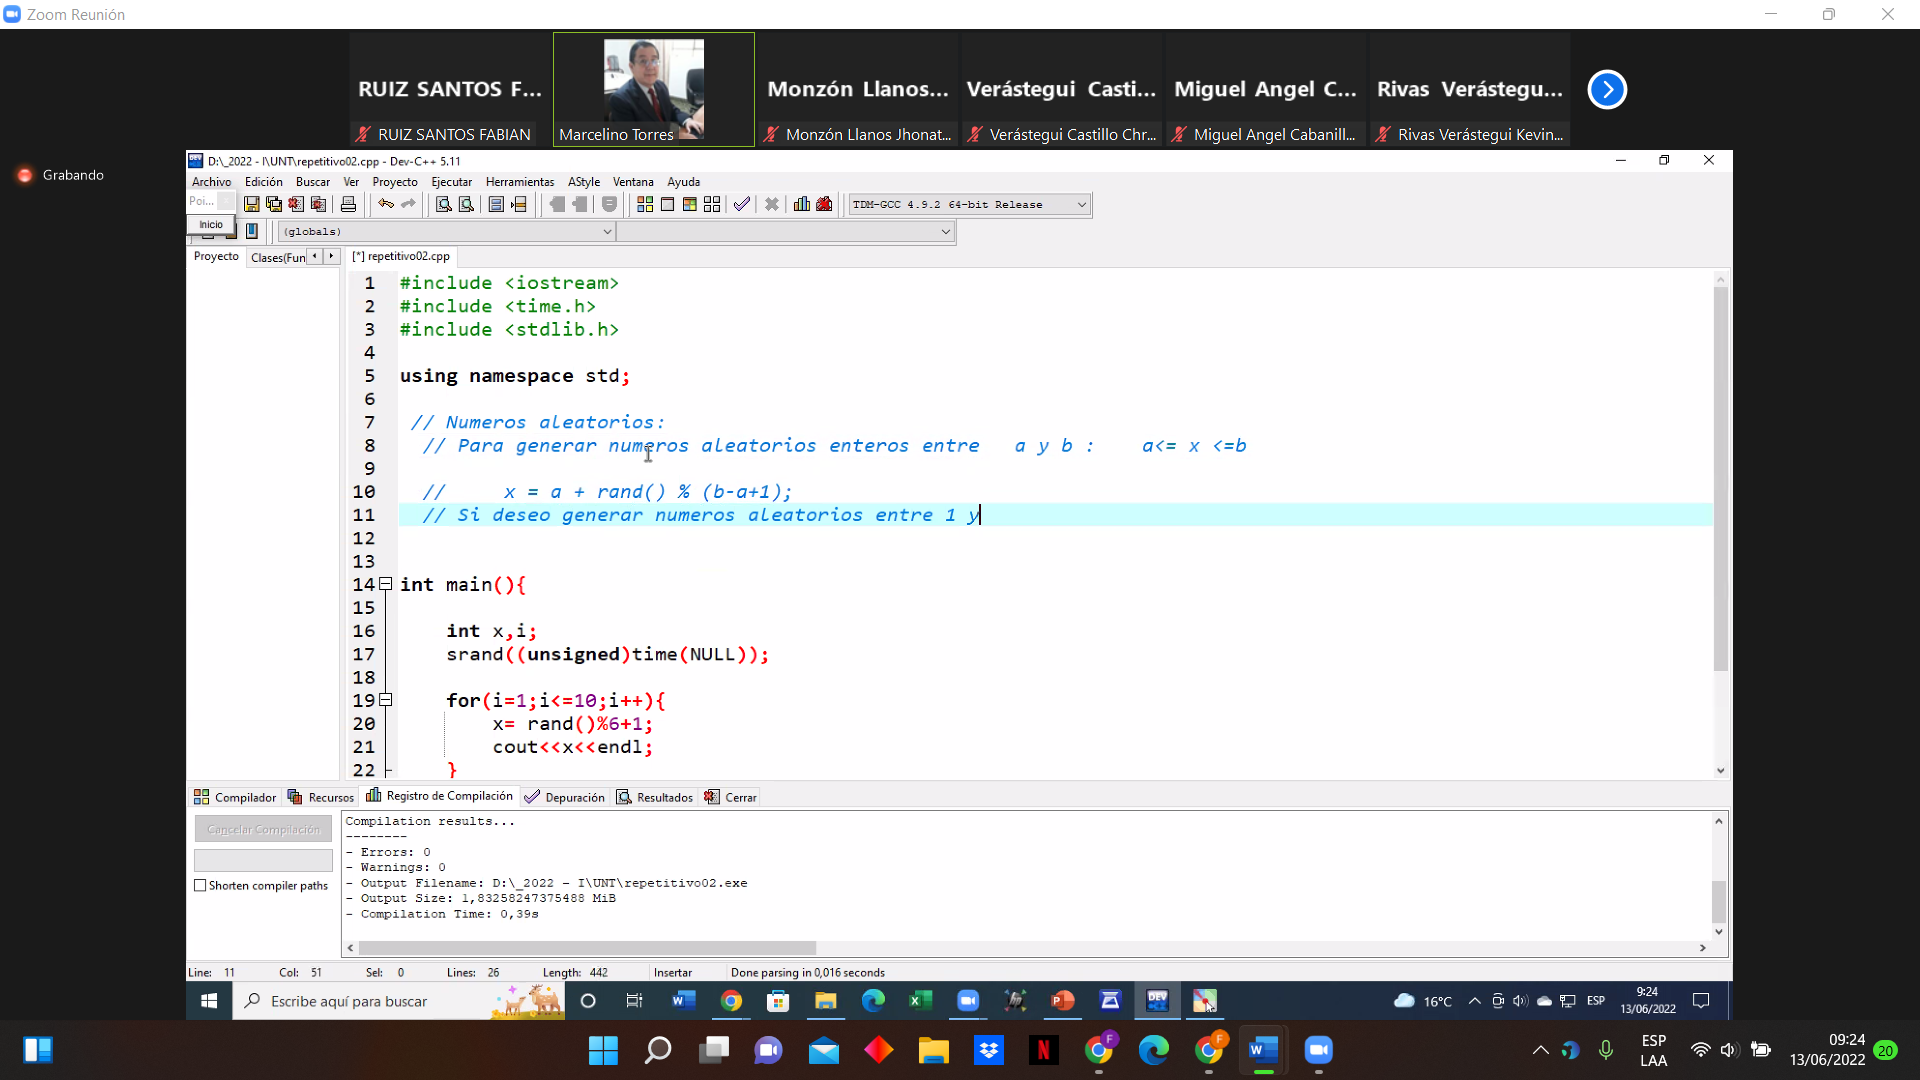 Zoom Reunión
RUIZ SANTOS F...
Monzón Llanos...
Verástegui Casti...
Miguel Angel C...
Rivas Verástegu...
RUIZ SANTOS FABIAN
Marcelino Torres
Monzón Llanos Jhonat...
Verástegui Castillo Chr...
Miguel Angel Cabanill...
Rivas Verástegui Kevin...
Grabando
D:\_2022 - I\UNT\repetitivo02.cpp - Dev-C++ 5.11
Archivo Edición Buscar Ver Proyecto Ejecutar Herramientas AStyle Ventana Ayuda
Poi...
TDM-GCC 4.9.2 64-bit Release
Inicio
(globals)
Proyecto Clases(Fun
[*] repetitivo02.cpp
1 #include <iostream>
2 #include <time.h>
3 #include <stdlib.h>
4
5 using namespace std;
6
7 // Numeros aleatorios:
8 // Para generar numeros aleatorios enteros entre a y b : a<= x <=b
9
10 // x = a + rand() % (b-a+1);
11 // Si deseo generar numeros aleatorios entre 1 y
12
13
14 int main(){
15
16 int x,i;
17 srand((unsigned)time(NULL));
18
19 for(i=1;i<=10;i++){
20 x= rand()%6+1;
21 cout<<x<<endl;
22 }
Compilador Recursos Registro de Compilación Depuración Resultados Cerrar
Cancelar Compilación
Shorten compiler paths
Compilation results...
--------
- Errors: 0
- Warnings: 0
- Output Filename: D:\_2022 - I\UNT\repetitivo02.exe
- Output Size: 1,83258247375488 MiB
- Compilation Time: 0,39s
Line: 11 Col: 51 Sel: 0 Lines: 26 Length: 442 Insertar Done parsing in 0,016 seconds
Escribe aquí para buscar
DEV
16°C
ESP
9:24
13/06/2022
F
F
N
W
ESP
LAA
09:24
13/06/2022
20